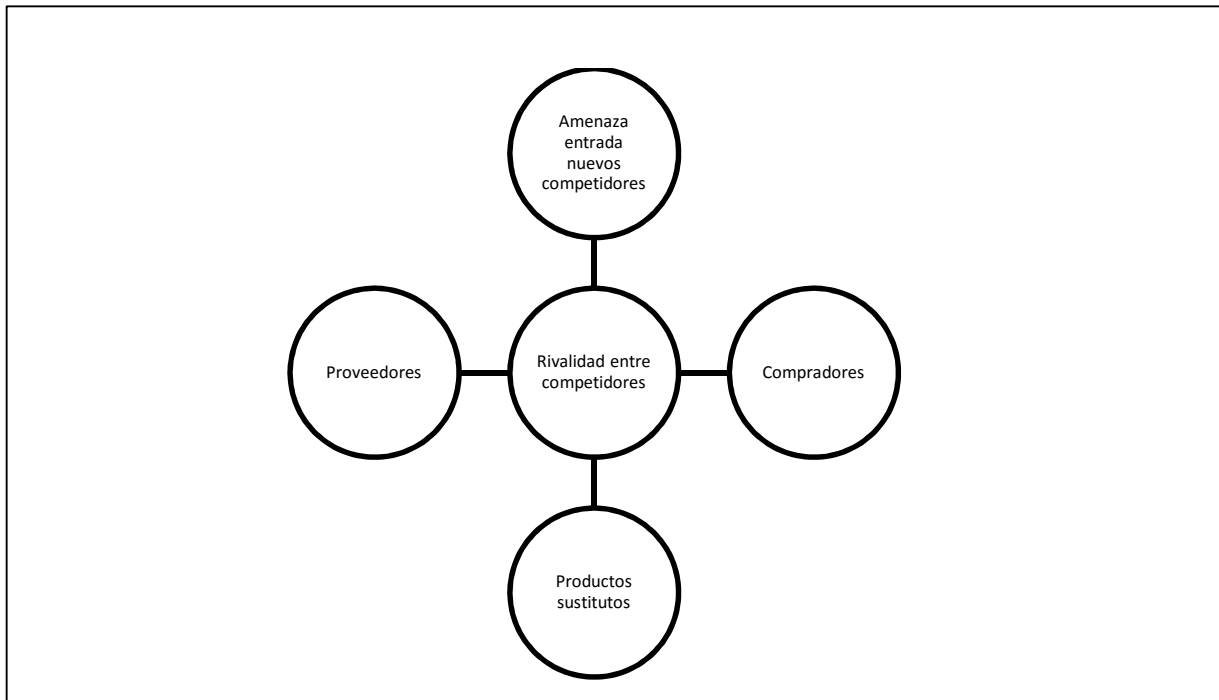 Amenaza
entrada
nuevos
competidores
Proveedores
Rivalidad entre
competidores
Compradores
Productos
sustitutos